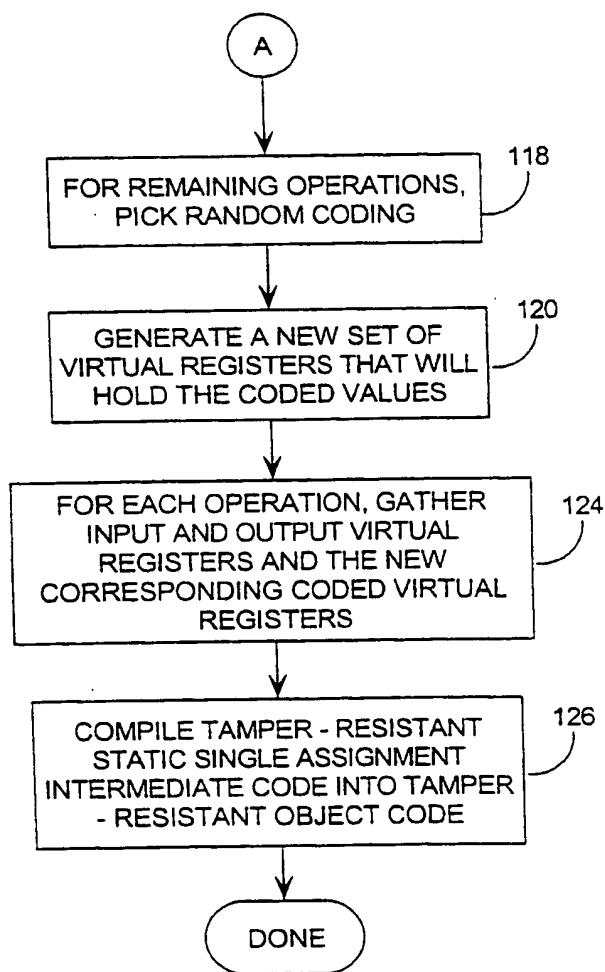 A
118
FOR REMAINING OPERATIONS,
PICK RANDOM CODING
120
GENERATE A NEW SET OF
VIRTUAL REGISTERS THAT WILL
HOLD THE CODED VALUES
124
FOR EACH OPERATION, GATHER
INPUT AND OUTPUT VIRTUAL
REGISTERS AND THE NEW
CORRESPONDING CODED VIRTUAL
REGISTERS
126
COMPILE TAMPER - RESISTANT
STATIC SINGLE ASSIGNMENT
INTERMEDIATE CODE INTO TAMPER
- RESISTANT OBJECT CODE
DONE